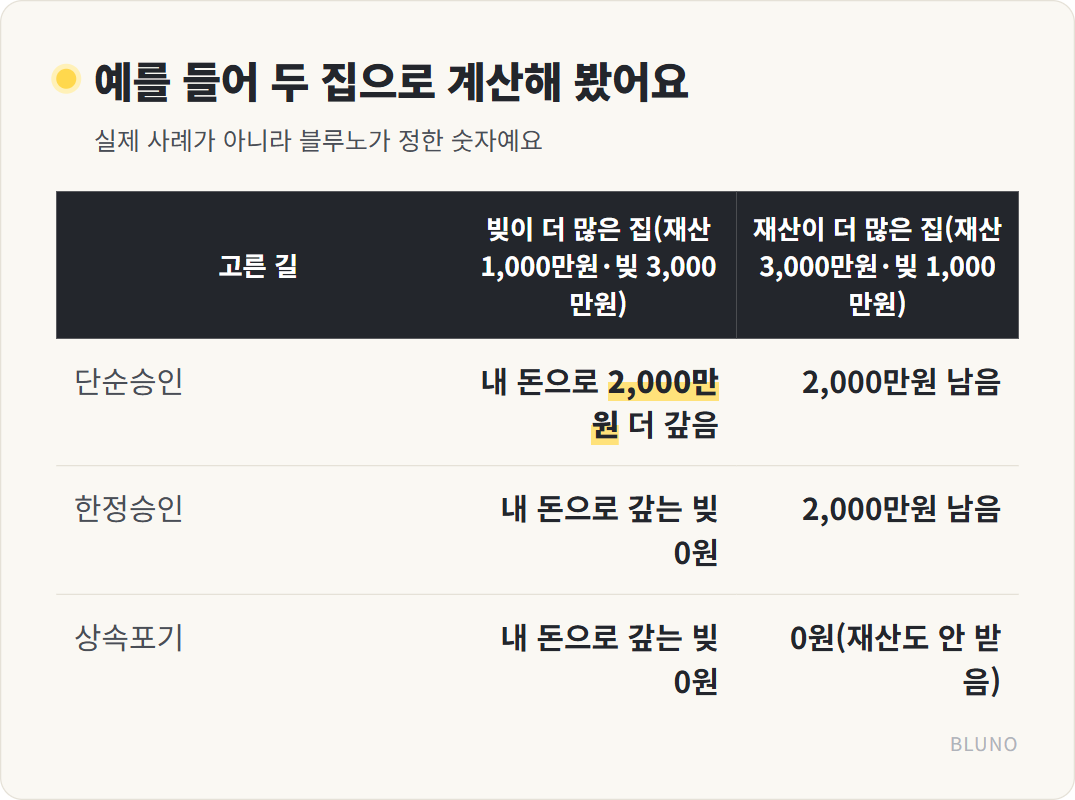 예를 들어 두 집으로 계산해 봤어요
실제 사례가 아니라 블루노가 정한 숫자예요
고른 길
빚이 더 많은 집(재산
1,000만원·빚 3,000
만원)
재산이 더 많은 집(재산
3,000만원·빚 1,000
만원)
단순승인
내 돈으로 2,000만
원 더 갚음
2,000만원 남음
한정승인
내 돈으로 갚는 빚
0원
2,000만원 남음
상속포기
내 돈으로 갚는 빚
0원
0원(재산도 안 받
음)
BLUNO